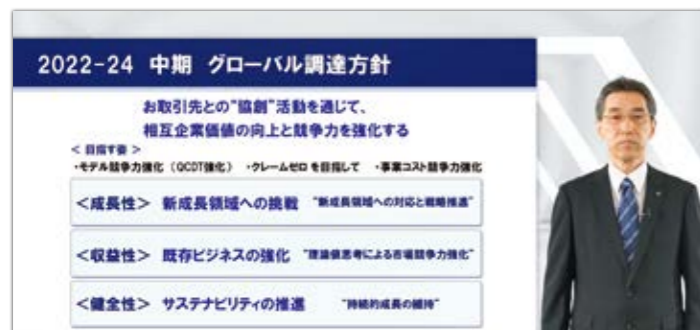 2022-24 中期 グローバル調達方針
お取引先との"協創"活動を通じて、
相互企業価値の向上と競争力を強化する
< 目指す姿 >
・モデル競争力強化(QCDT強化) ・クレームゼロを目指して ・事業コスト競争力強化
<成長性> 新成長領域への挑戦 "新成長領域への対応と戦略推進"
<収益性> 既存ビジネスの強化 "理論値思考による市場競争力強化"
<健全性> サステナビリティの推進 "持続的成長の維持"